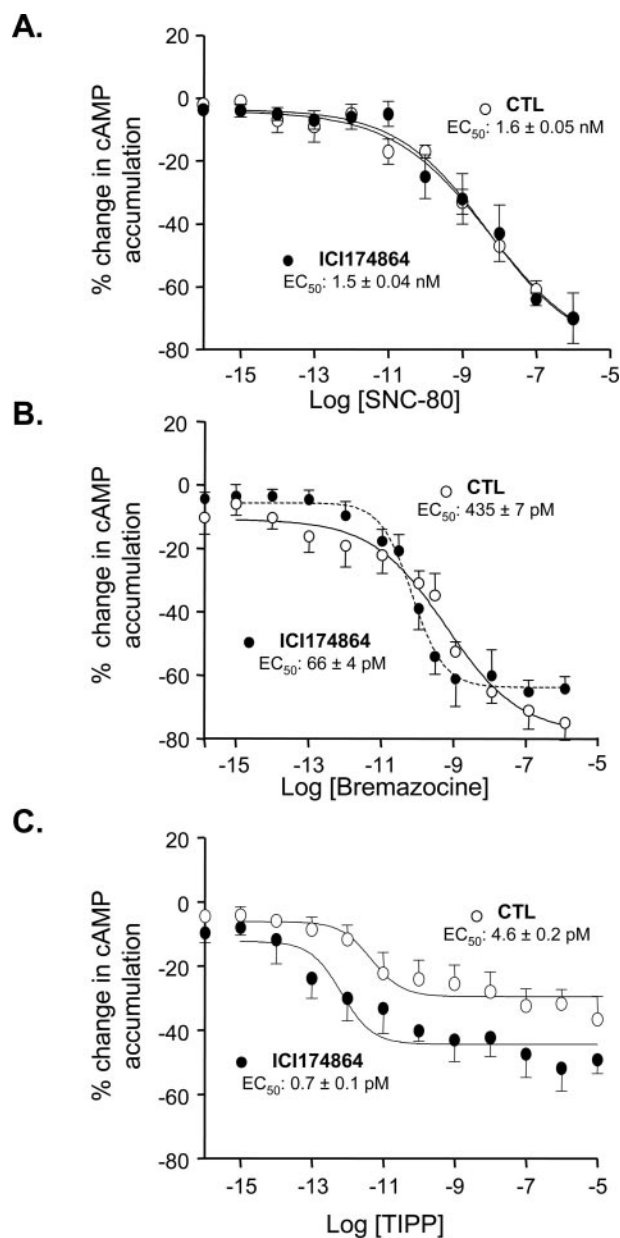 A.
20
0
-20
-40
-60
-80
% change in cAMP
accumulation
CTL
EC50: 1.6 ± 0.05 nM
ICI174864
EC50: 1.5 ± 0.04 nM
-15 -13 -11 -9 -7 -5
Log [SNC-80]
B.
20
0
-20
-40
-60
-80
% change in cAMP
accumulation
CTL
EC50: 435 ± 7 pM
ICI174864
EC50: 66 ± 4 pM
-15 -13 -11 -9 -7 -5
Log [Bremazocine]
C.
20
0
-20
-40
-60
-80
% change in cAMP
accumulation
CTL
EC50: 4.6 ± 0.2 pM
ICI174864
EC50: 0.7 ± 0.1 pM
-15 -13 -11 -9 -7 -5
Log [TIPP]